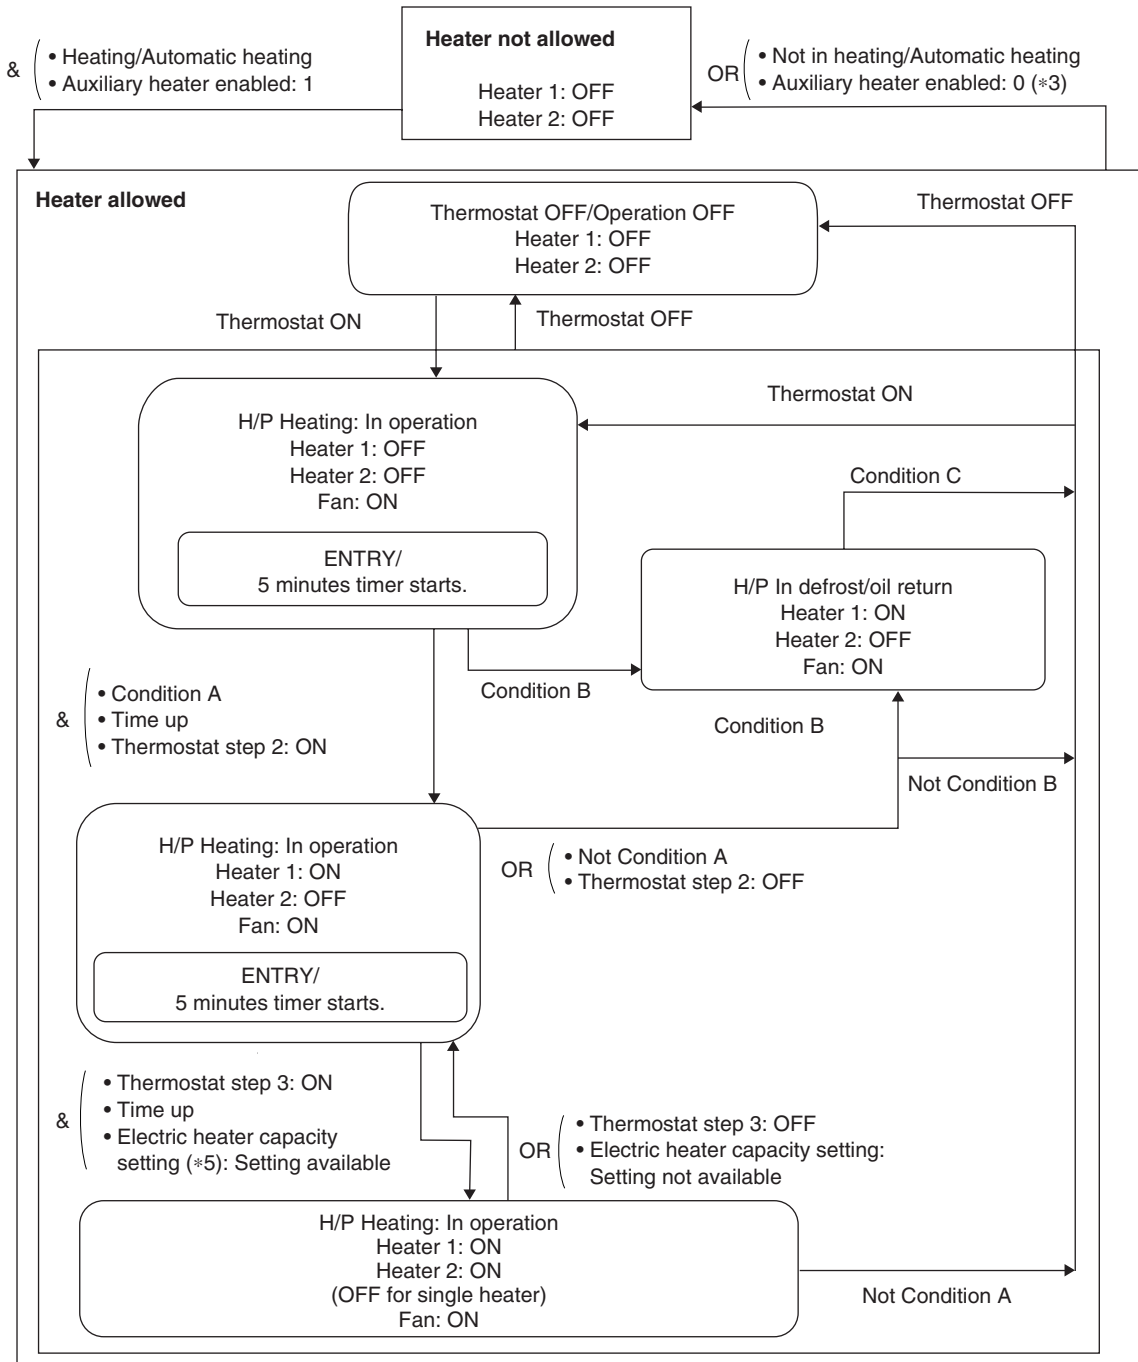 Heater not allowed
Heater 1: OFF
Heater 2: OFF
&
• Heating/Automatic heating
• Auxiliary heater enabled: 1
OR
• Not in heating/Automatic heating
• Auxiliary heater enabled: 0 (*3)
Heater allowed
Thermostat OFF/Operation OFF
Heater 1: OFF
Heater 2: OFF
Thermostat OFF
Thermostat ON
Thermostat OFF
H/P Heating: In operation
Heater 1: OFF
Heater 2: OFF
Fan: ON
ENTRY/
5 minutes timer starts.
Thermostat ON
Condition C
H/P In defrost/oil return
Heater 1: ON
Heater 2: OFF
Fan: ON
Condition B
&
• Condition A
• Time up
• Thermostat step 2: ON
Condition B
Not Condition B
H/P Heating: In operation
Heater 1: ON
Heater 2: OFF
Fan: ON
ENTRY/
5 minutes timer starts.
OR
• Not Condition A
• Thermostat step 2: OFF
&
• Thermostat step 3: ON
• Time up
• Electric heater capacity
setting (*5): Setting available
OR
• Thermostat step 3: OFF
• Electric heater capacity setting:
Setting not available
H/P Heating: In operation
Heater 1: ON
Heater 2: ON
(OFF for single heater)
Fan: ON
Not Condition A